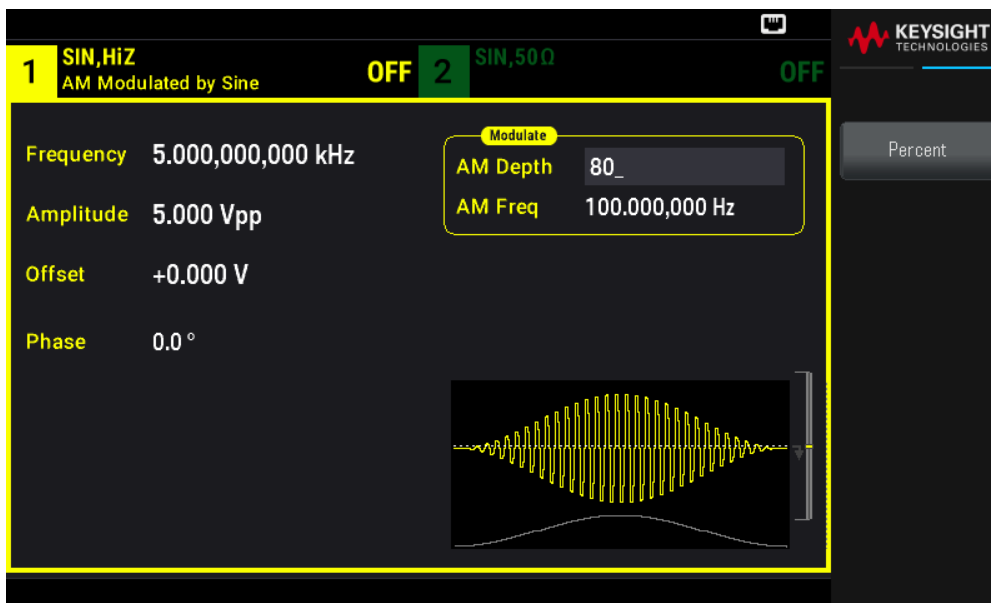 KEYSIGHT
TECHNOLOGIES
1 SIN,HiZ OFF 2 SIN,50Ω OFF
AM Modulated by Sine
Modulate
Frequency 5.000,000,000 kHz
AM Depth 80_
Percent
Amplitude 5.000 Vpp
AM Freq 100.000,000 Hz
Offset +0.000 V
Phase 0.0 °